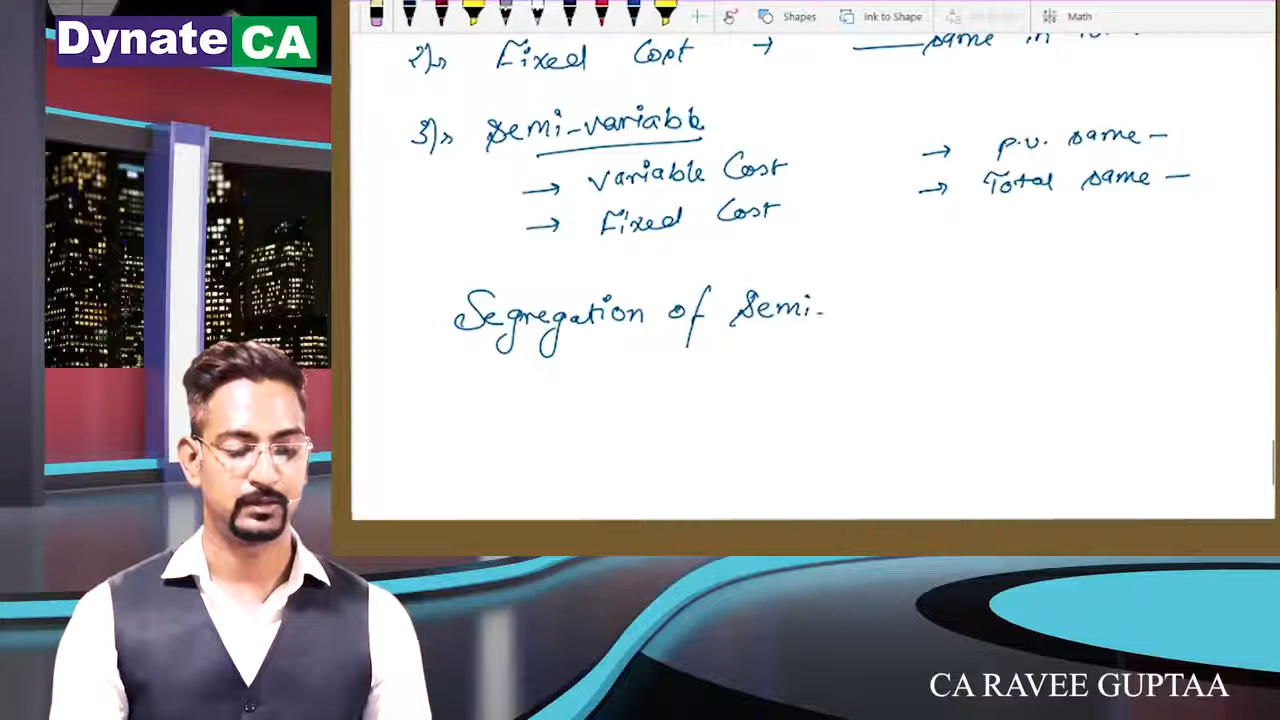 Dynate CA
Shapes Ink to Shape Math
2) Fixed Cost → same in
3) Semi-variable
→ variable Cost → p.u. same -
→ Fixed Cost → Total same -
Segregation of Semi-
CA RAVEE GUPTAA